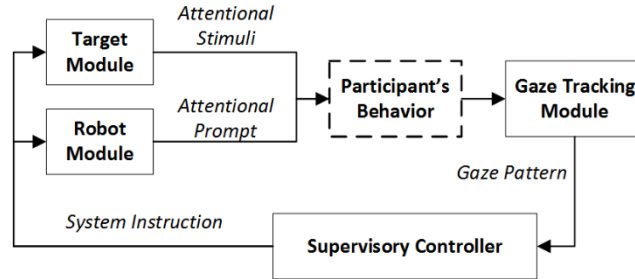 Attentional
Stimuli
Target
Module
Participant's
Behavior
Gaze Tracking
Module
Attentional
Prompt
Robot
Module
Gaze Pattern
System Instruction
Supervisory Controller